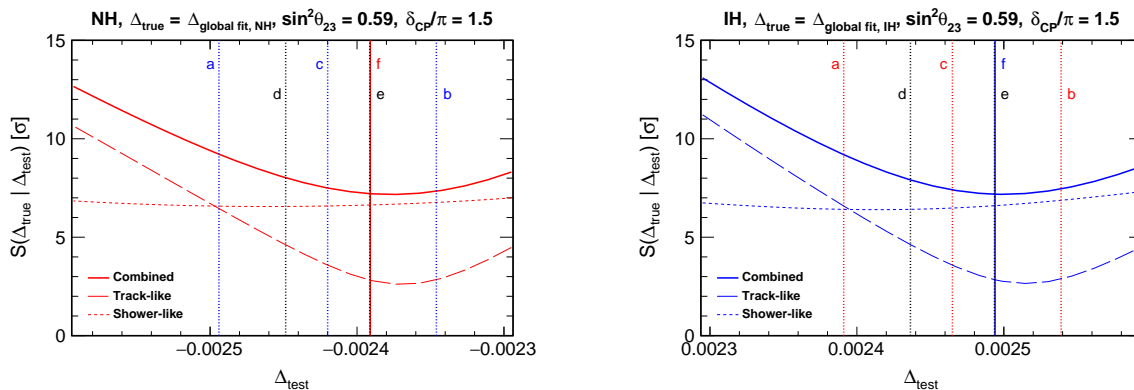 NH, Δtrue = Δglobal fit, NH, sin²θ23 = 0.59, δCP/π = 1.5
15
10
5
0
S(Δtrue | Δtest) [σ]
a
c
f
d
e
b
Combined
Track-like
Shower-like
−0.0025
−0.0024
−0.0023
Δtest
IH, Δtrue = Δglobal fit, IH, sin²θ23 = 0.59, δCP/π = 1.5
15
10
5
0
S(Δtrue | Δtest) [σ]
a
c
f
d
e
b
Combined
Track-like
Shower-like
0.0023
0.0024
0.0025
Δtest